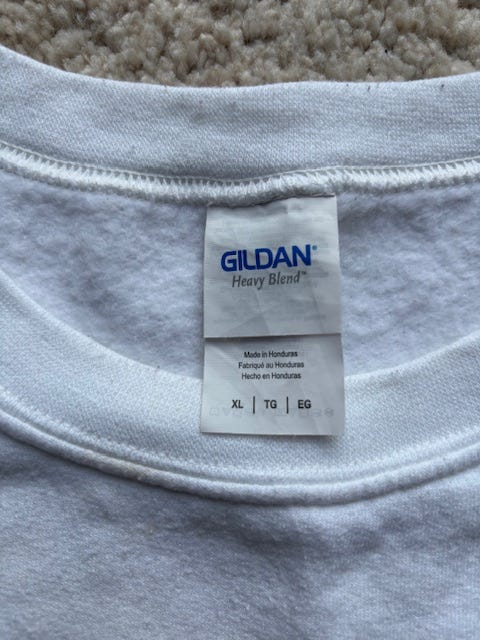 GILDAN®
Heavy Blend™
Made in Honduras
Fabriqué au Honduras
Hecho en Honduras
XL | TG | EG